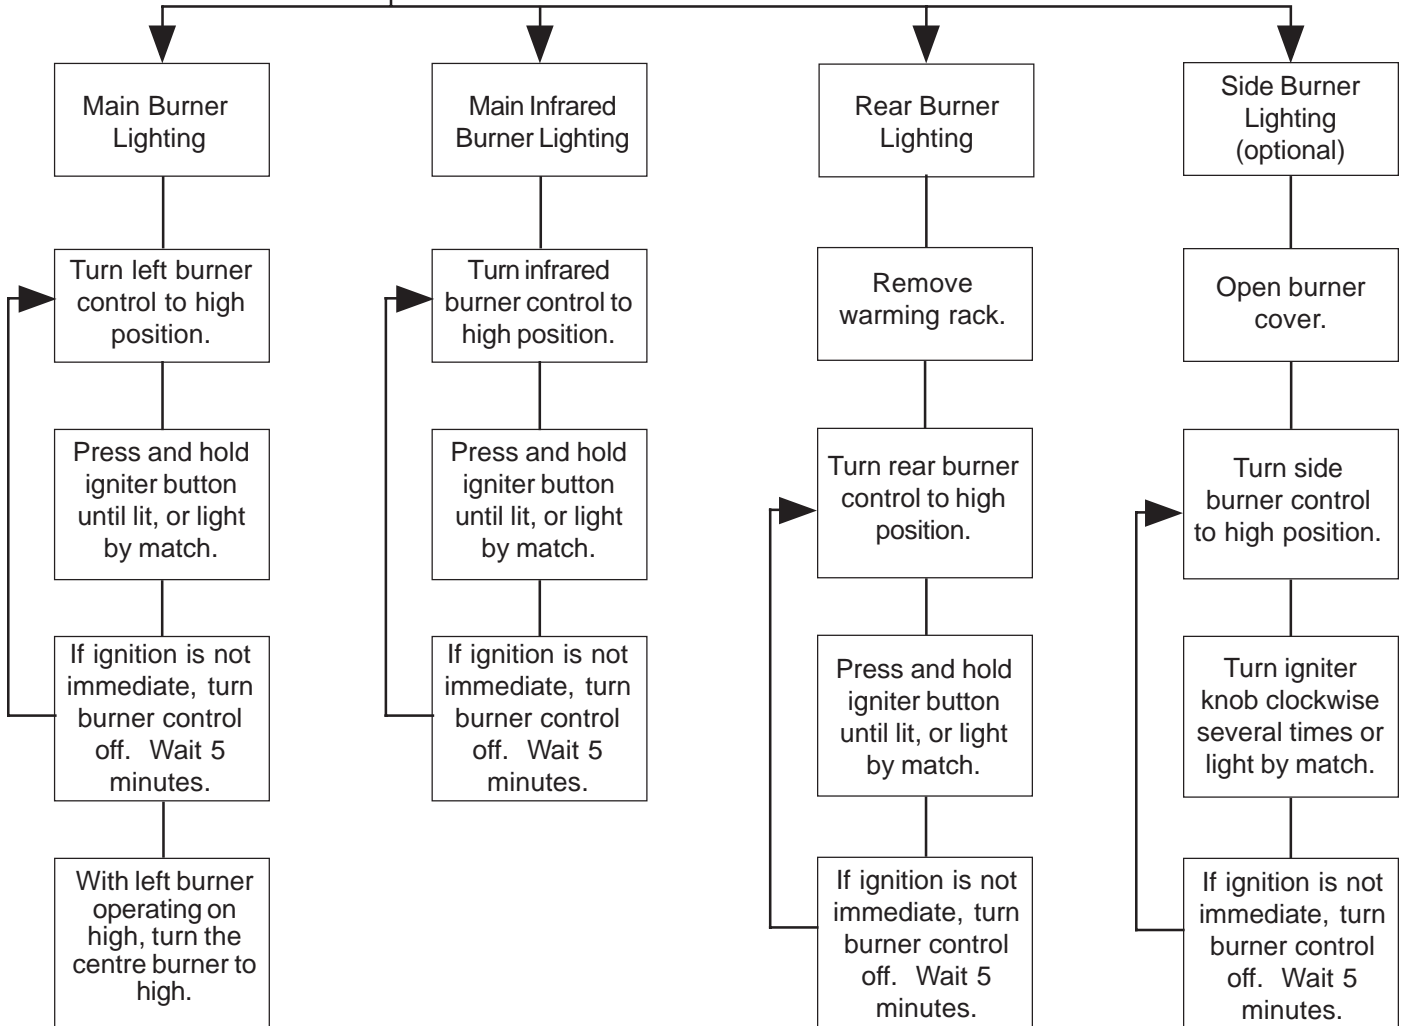 Main Burner
Lighting
Turn left burner
control to high
position.
Press and hold
igniter button
until lit, or light
by match.
If ignition is not
immediate, turn
burner control
off. Wait 5
minutes.
With left burner
operating on
high, turn the
centre burner to
high.
Main Infrared
Burner Lighting
Turn infrared
burner control to
high position.
Press and hold
igniter button
until lit, or light
by match.
If ignition is not
immediate, turn
burner control
off. Wait 5
minutes.
Rear Burner
Lighting
Remove
warming rack.
Turn rear burner
control to high
position.
Press and hold
igniter button
until lit, or light
by match.
If ignition is not
immediate, turn
burner control
off. Wait 5
minutes.
Side Burner
Lighting
(optional)
Open burner
cover.
Turn side
burner control
to high position.
Turn igniter
knob clockwise
several times or
light by match.
If ignition is not
immediate, turn
burner control
off. Wait 5
minutes.